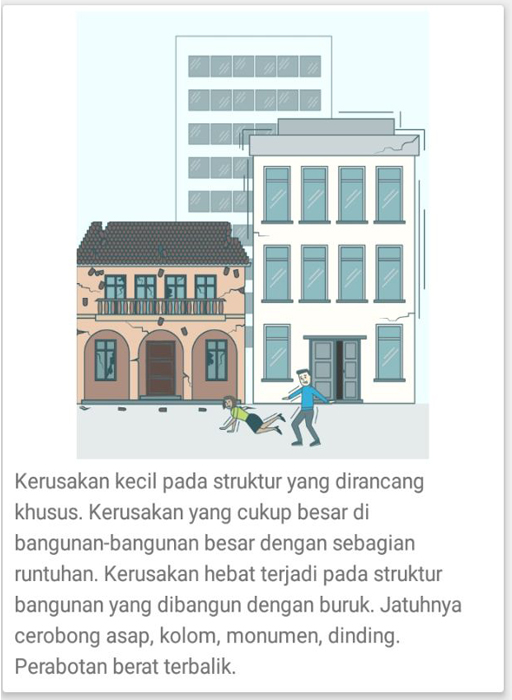 Kerusakan kecil pada struktur yang dirancang
khusus. Kerusakan yang cukup besar di
bangunan-bangunan besar dengan sebagian
runtuhan. Kerusakan hebat terjadi pada struktur
bangunan yang dibangun dengan buruk. Jatuhnya
cerobong asap, kolom, monumen, dinding.
Perabotan berat terbalik.